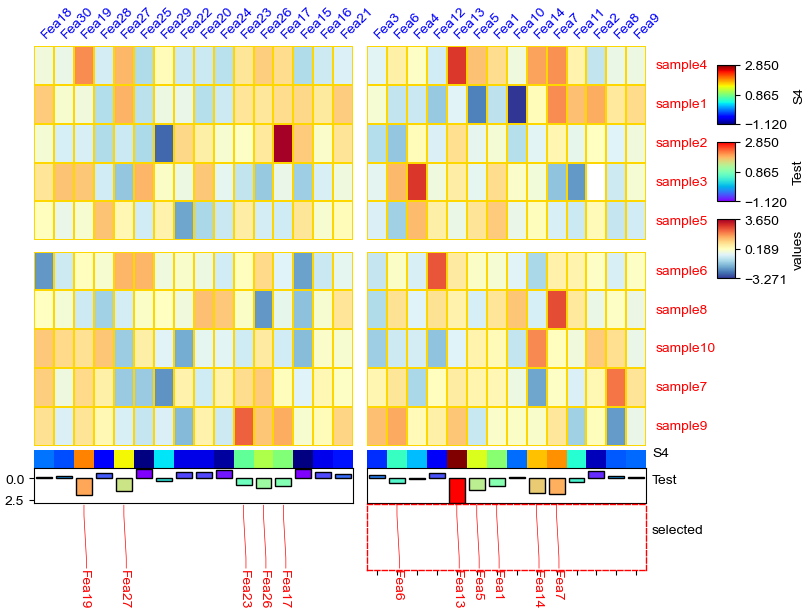 Fea18 Fea30 Fea19 Fea28 Fea27 Fea25 Fea29 Fea22 Fea20 Fea24 Fea23 Fea26 Fea17 Fea15 Fea16 Fea21 Fea3 Fea6 Fea4 Fea12 Fea13 Fea5 Fea1 Fea10 Fea14 Fea7 Fea11 Fea2 Fea8 Fea9
sample4
sample1
sample2
sample3
sample5
sample6
sample8
sample10
sample7
sample9
S4
Test
selected
0.0
2.5
Fea19 Fea27 Fea23 Fea26 Fea17 Fea6 Fea13 Fea5 Fea1 Fea14 Fea7
2.850
0.865
−1.120
S4
2.850
0.865
−1.120
Test
3.650
0.189
−3.271
values